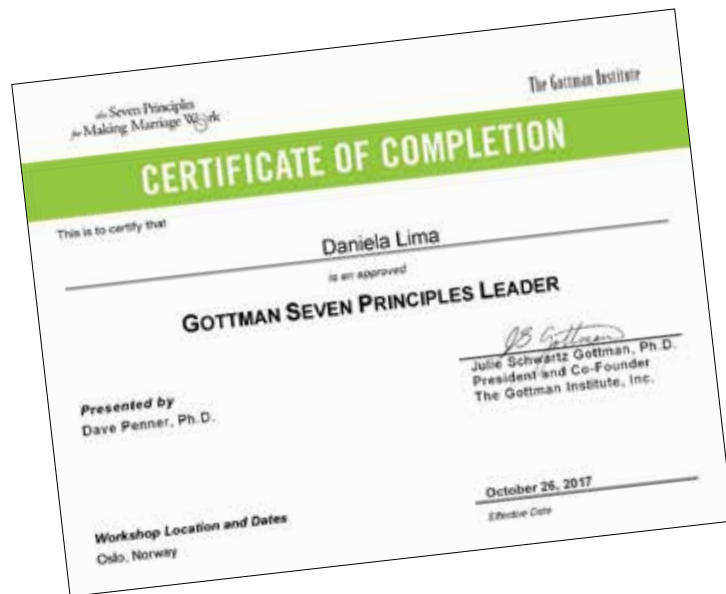 the Seven Principles
for Making Marriage Work
The Gottman Institute
CERTIFICATE OF COMPLETION
This is to certify that
Daniela Lima
is an approved
GOTTMAN SEVEN PRINCIPLES LEADER
JS Gottman
Julie Schwartz Gottman, Ph.D.
President and Co-Founder
The Gottman Institute, Inc.
Presented by
Dave Penner, Ph.D.
October 26, 2017
Effective Date
Workshop Location and Dates
Oslo, Norway